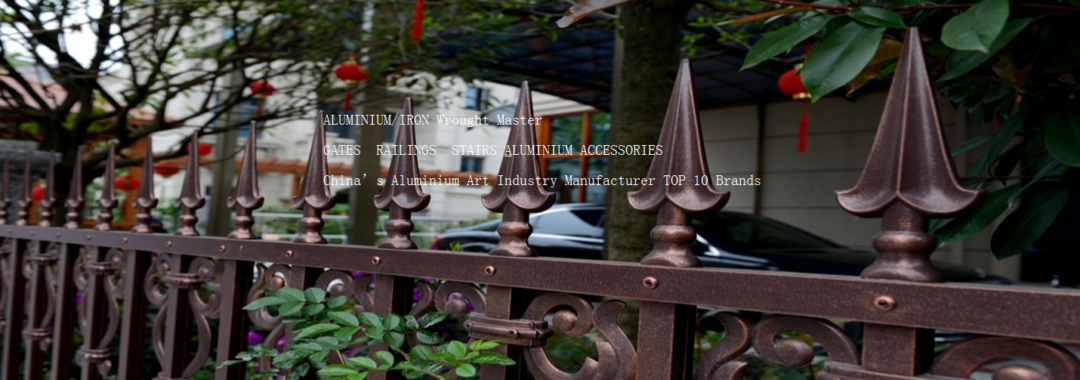 ALUMINIUM/IRON Wrought Master
GATES RAILINGS STAIRS ALUMINIUM ACCESSORIES
China’s Aluminium Art Industry Manufacturer TOP 10 Brands